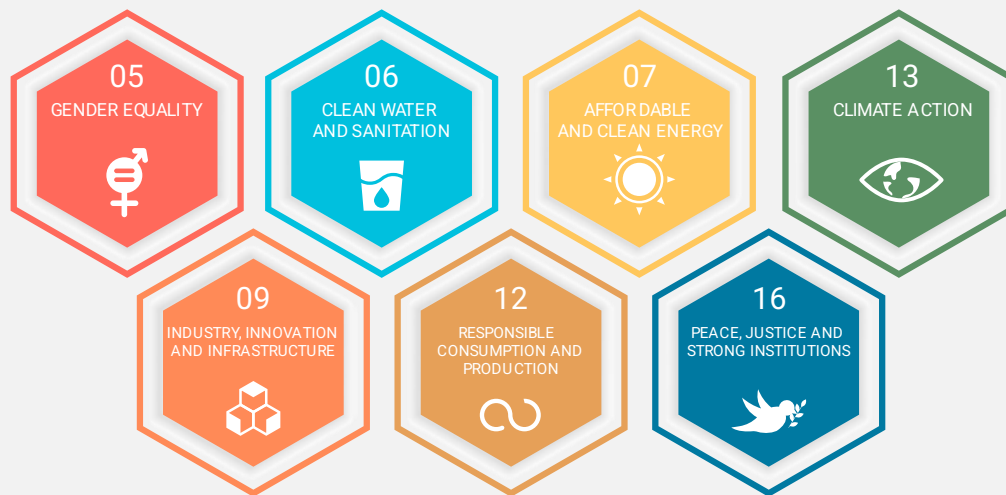 05
GENDER EQUALITY
06
CLEAN WATER
AND SANITATION
07
AFFORDABLE
AND CLEAN ENERGY
13
CLIMATE ACTION
09
INDUSTRY, INNOVATION
AND INFRASTRUCTURE
12
RESPONSIBLE
CONSUMPTION AND
PRODUCTION
16
PEACE, JUSTICE AND
STRONG INSTITUTIONS